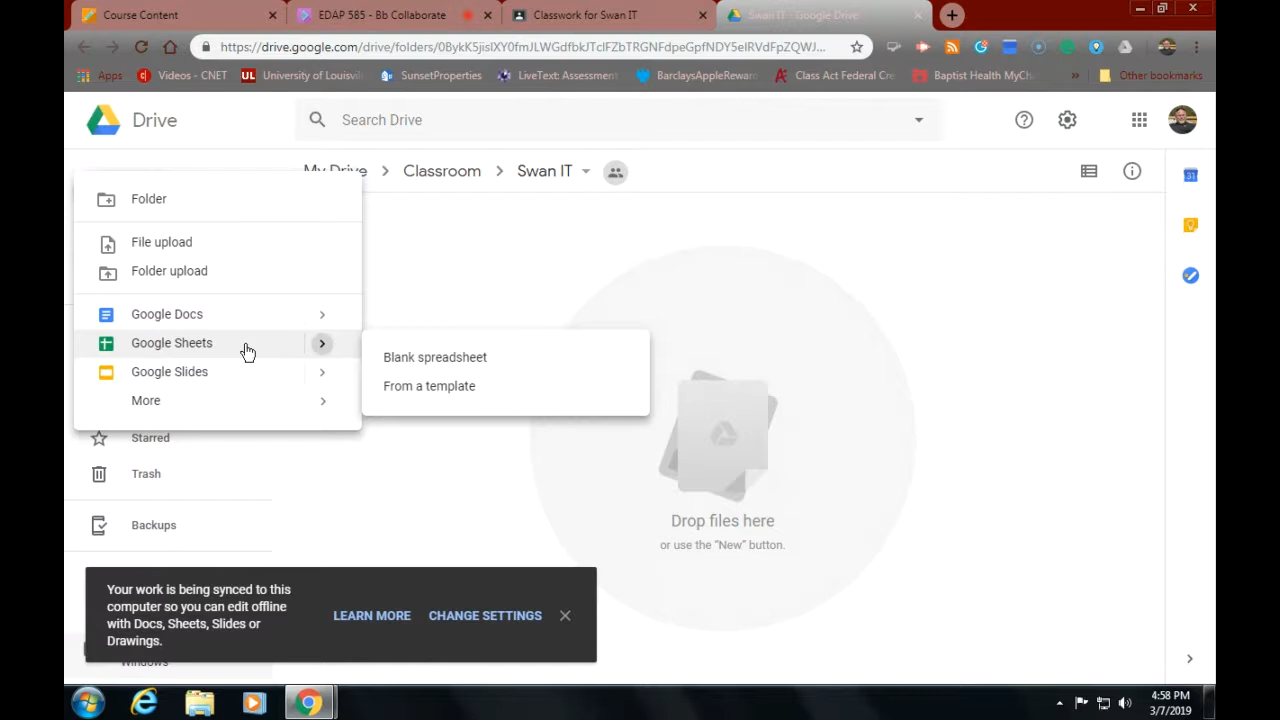 Course Content
EDAP 585 - Bb Collaborate
Classwork for Swan IT
Swan IT - Google Drive
https://drive.google.com/drive/folders/0BykK5jisIXY0fmJLWGdfbkJTclFZbTRGNFdpeGpfNDY5elRVdFpZQWJ...
Apps
Videos - CNET
UL University of Louisvil
SunsetProperties
LiveText: Assessment
BarclaysAppleRewar
Class Act Federal Cre
Baptist Health MyCh
»
Other bookmarks
Drive
Search Drive
My Drive > Classroom > Swan IT
31
Folder
File upload
Folder upload
Google Docs
Google Sheets
Google Slides
More
Blank spreadsheet
From a template
Starred
Trash
Backups
Drop files here
or use the “New” button.
Your work is being synced to this
computer so you can edit offline
with Docs, Sheets, Slides or
Drawings.
LEARN MORE
CHANGE SETTINGS
Windows
4:58 PM
3/7/2019